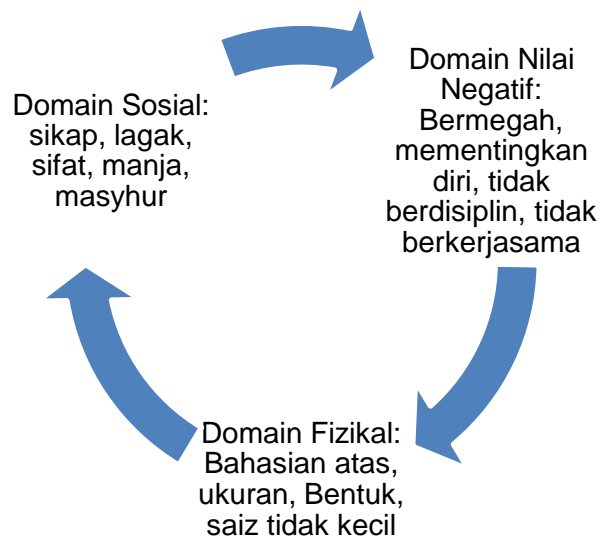 Domain Sosial:
sikap, lagak,
sifat, manja,
masyhur
Domain Nilai
Negatif:
Bermegah,
mementingkan
diri, tidak
berdisiplin, tidak
berkerjasama
Domain Fizikal:
Bahasian atas,
ukuran, Bentuk,
saiz tidak kecil